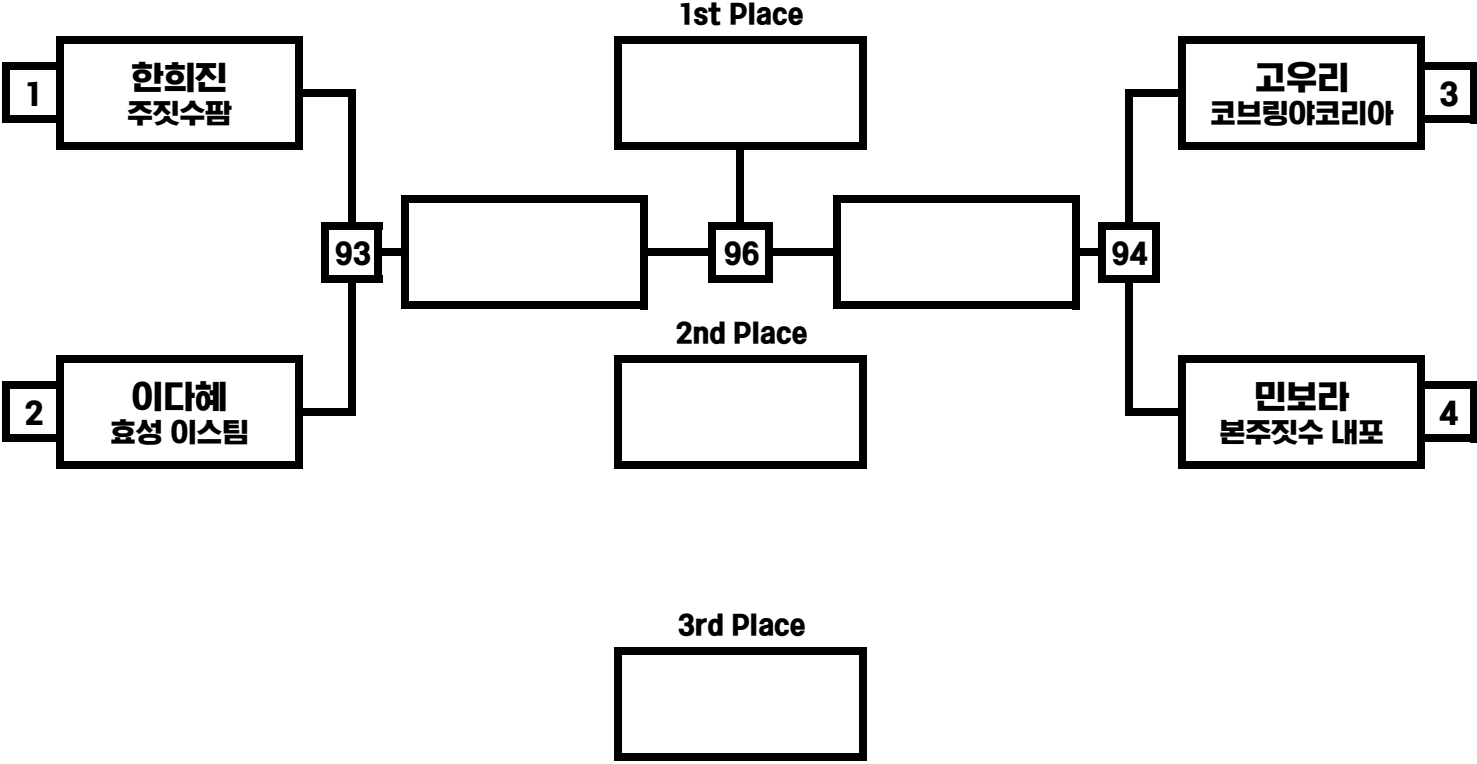 1st Place
1
한희진
주짓수팜
고우리
코브링야코리아
3
93
96
94
2nd Place
2
이다혜
효성 이스팀
민보라
본주짓수 내포
4
3rd Place